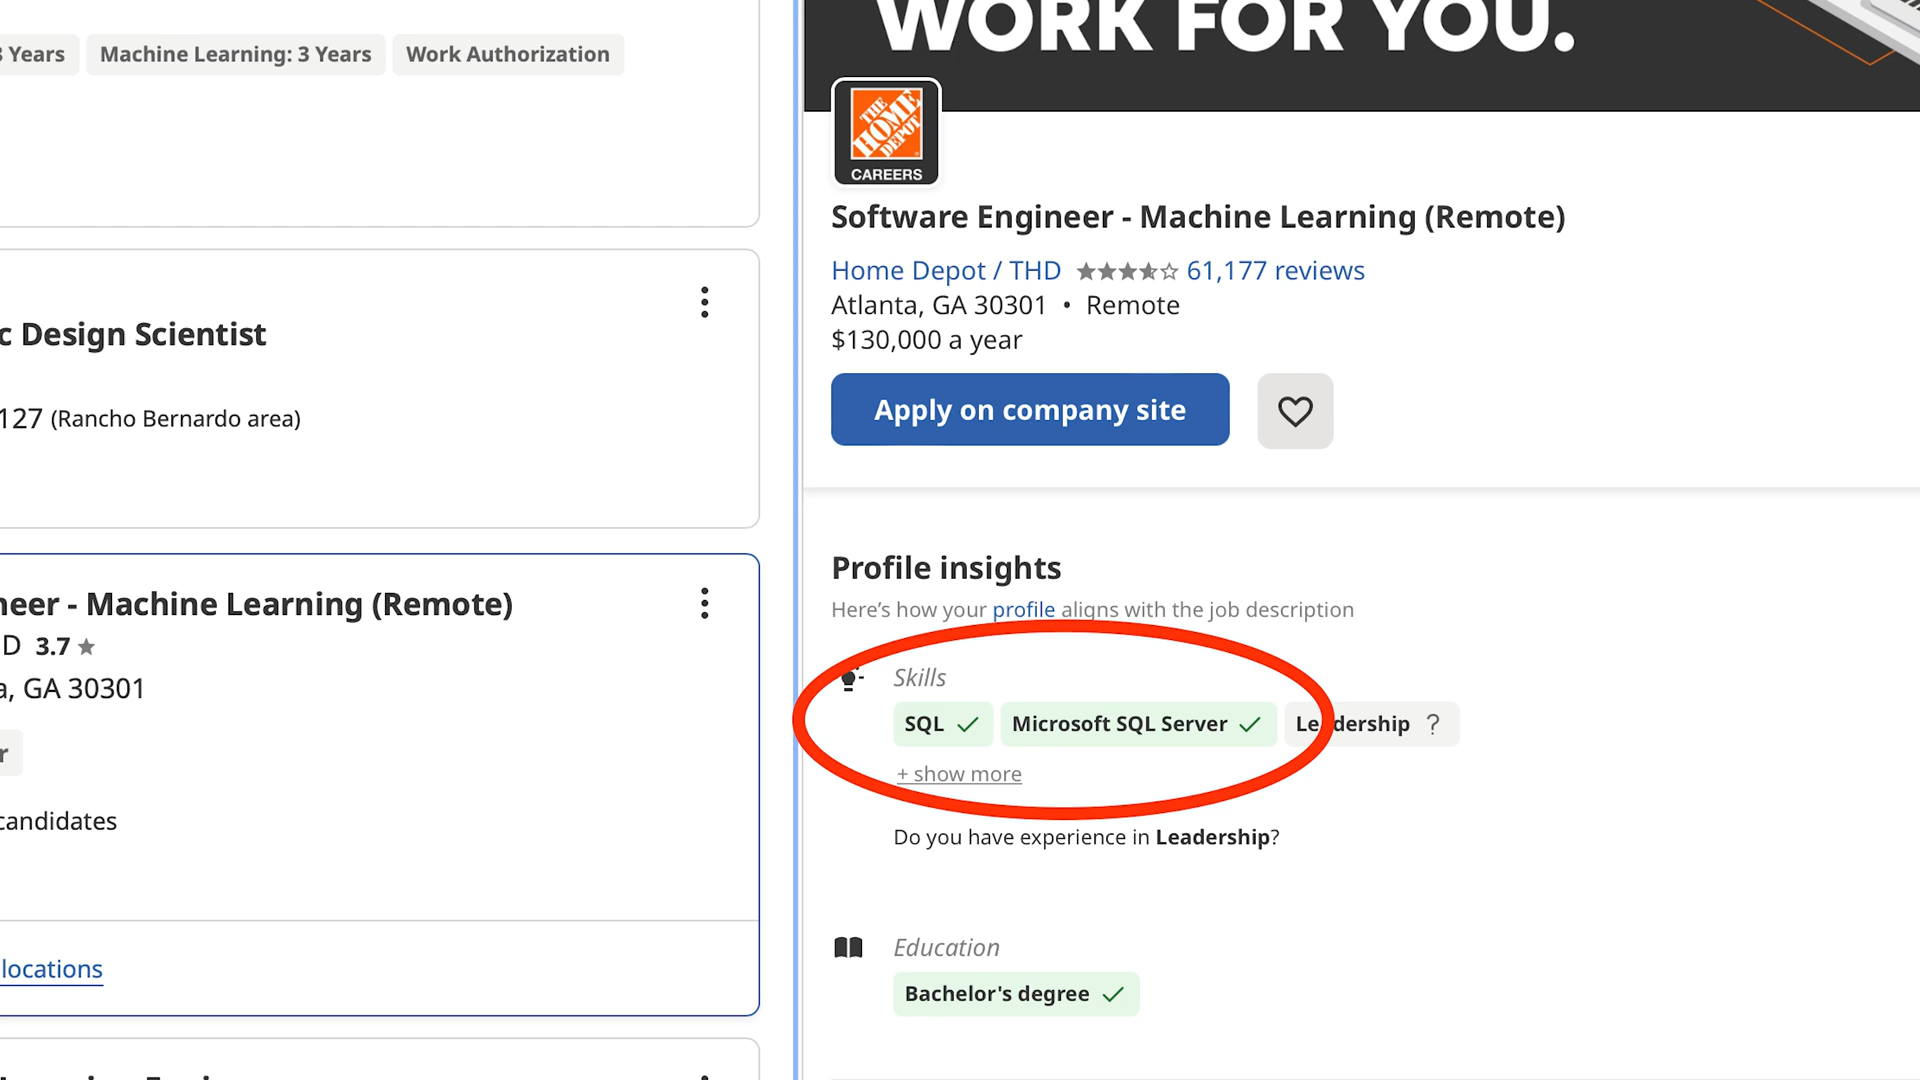 Years
Machine Learning: 3 Years
Work Authorization
Design Scientist
127 (Rancho Bernardo area)
- Machine Learning (Remote)
D 3.7
GA 30301
candidates
locations
WORK FOR YOU.
THE
HOME
DEPOT
CAREERS
Software Engineer - Machine Learning (Remote)
Home Depot / THD 61,177 reviews
Atlanta, GA 30301 • Remote
$130,000 a year
Apply on company site
Profile insights
Here's how your profile aligns with the job description
Skills
SQL
Microsoft SQL Server
Leadership ?
+ show more
Do you have experience in Leadership?
Education
Bachelor's degree